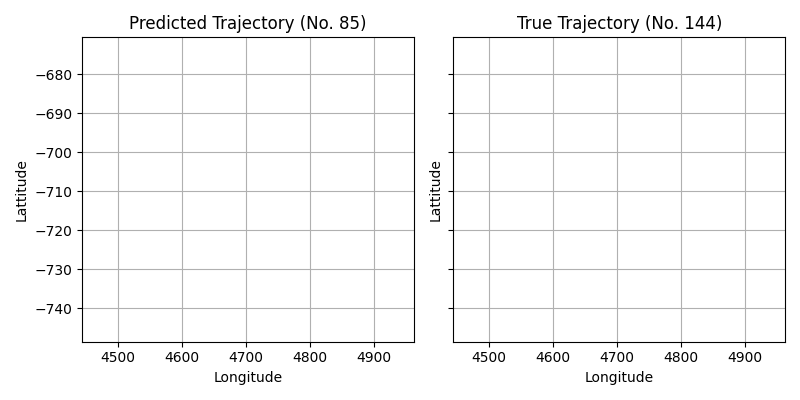 Predicted Trajectory (No. 85)
True Trajectory (No. 144)
Lattitude
−680
−690
−700
−710
−720
−730
−740
4500 4600 4700 4800 4900
Longitude
Lattitude
4500 4600 4700 4800 4900
Longitude